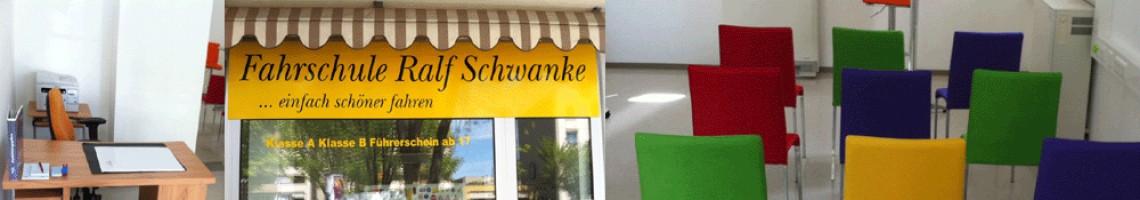 Fahrschule Ralf Schwanke
... einfach schöner fahren
Klasse A Klasse B Führerschein ab 17